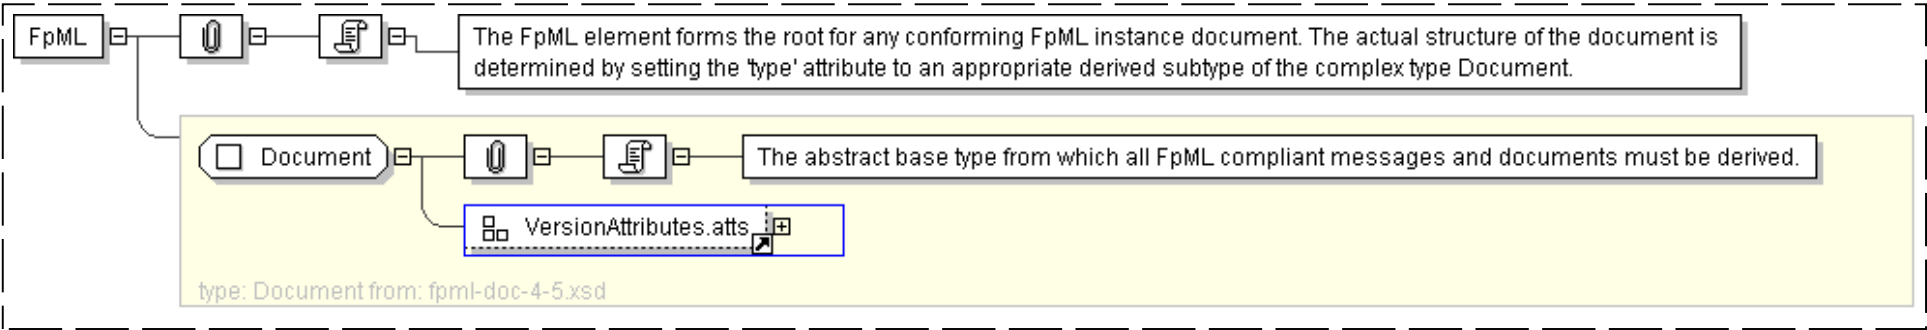 FpML
The FpML element forms the root for any conforming FpML instance document. The actual structure of the document is
determined by setting the 'type' attribute to an appropriate derived subtype of the complex type Document.
Document
The abstract base type from which all FpML compliant messages and documents must be derived.
VersionAttributes.atts
type: Document from: fpml-doc-4-5.xsd